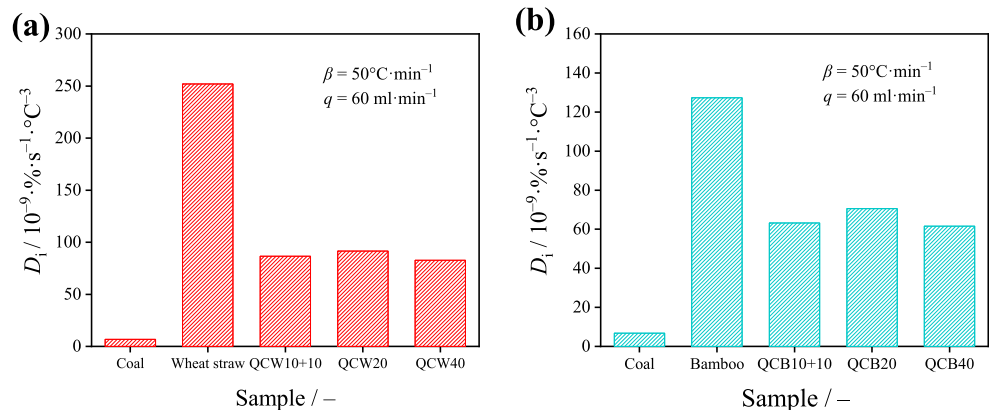 (a)
300
250
200
150
100
50
0
D_i / 10⁻⁹·%·s⁻¹·°C⁻³
β = 50°C·min⁻¹
q = 60 ml·min⁻¹
Coal Wheat straw QCW10+10 QCW20 QCW40
Sample / –
(b)
160
140
120
100
80
60
40
20
0
D_i / 10⁻⁹·%·s⁻¹·°C⁻³
β = 50°C·min⁻¹
q = 60 ml·min⁻¹
Coal Bamboo QCB10+10 QCB20 QCB40
Sample / –